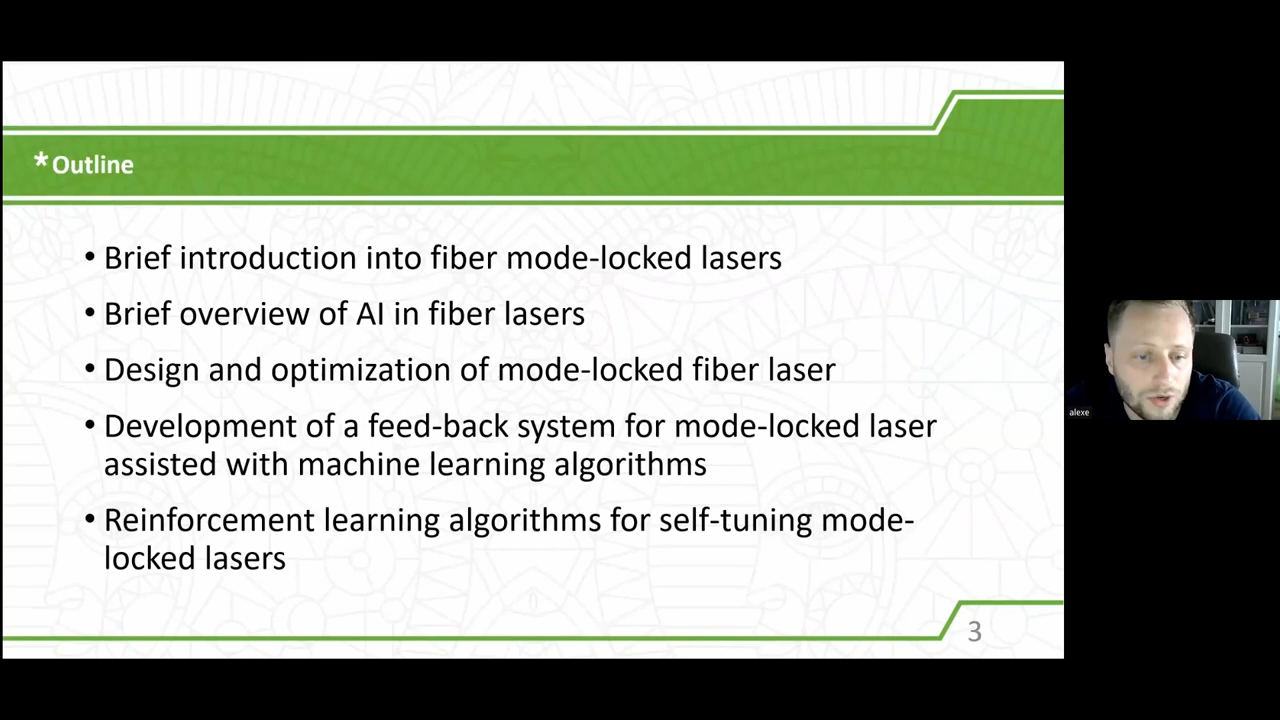 *Outline
• Brief introduction into fiber mode-locked lasers
• Brief overview of AI in fiber lasers
• Design and optimization of mode-locked fiber laser
• Development of a feed-back system for mode-locked laser
assisted with machine learning algorithms
• Reinforcement learning algorithms for self-tuning mode-
locked lasers
3
alexe